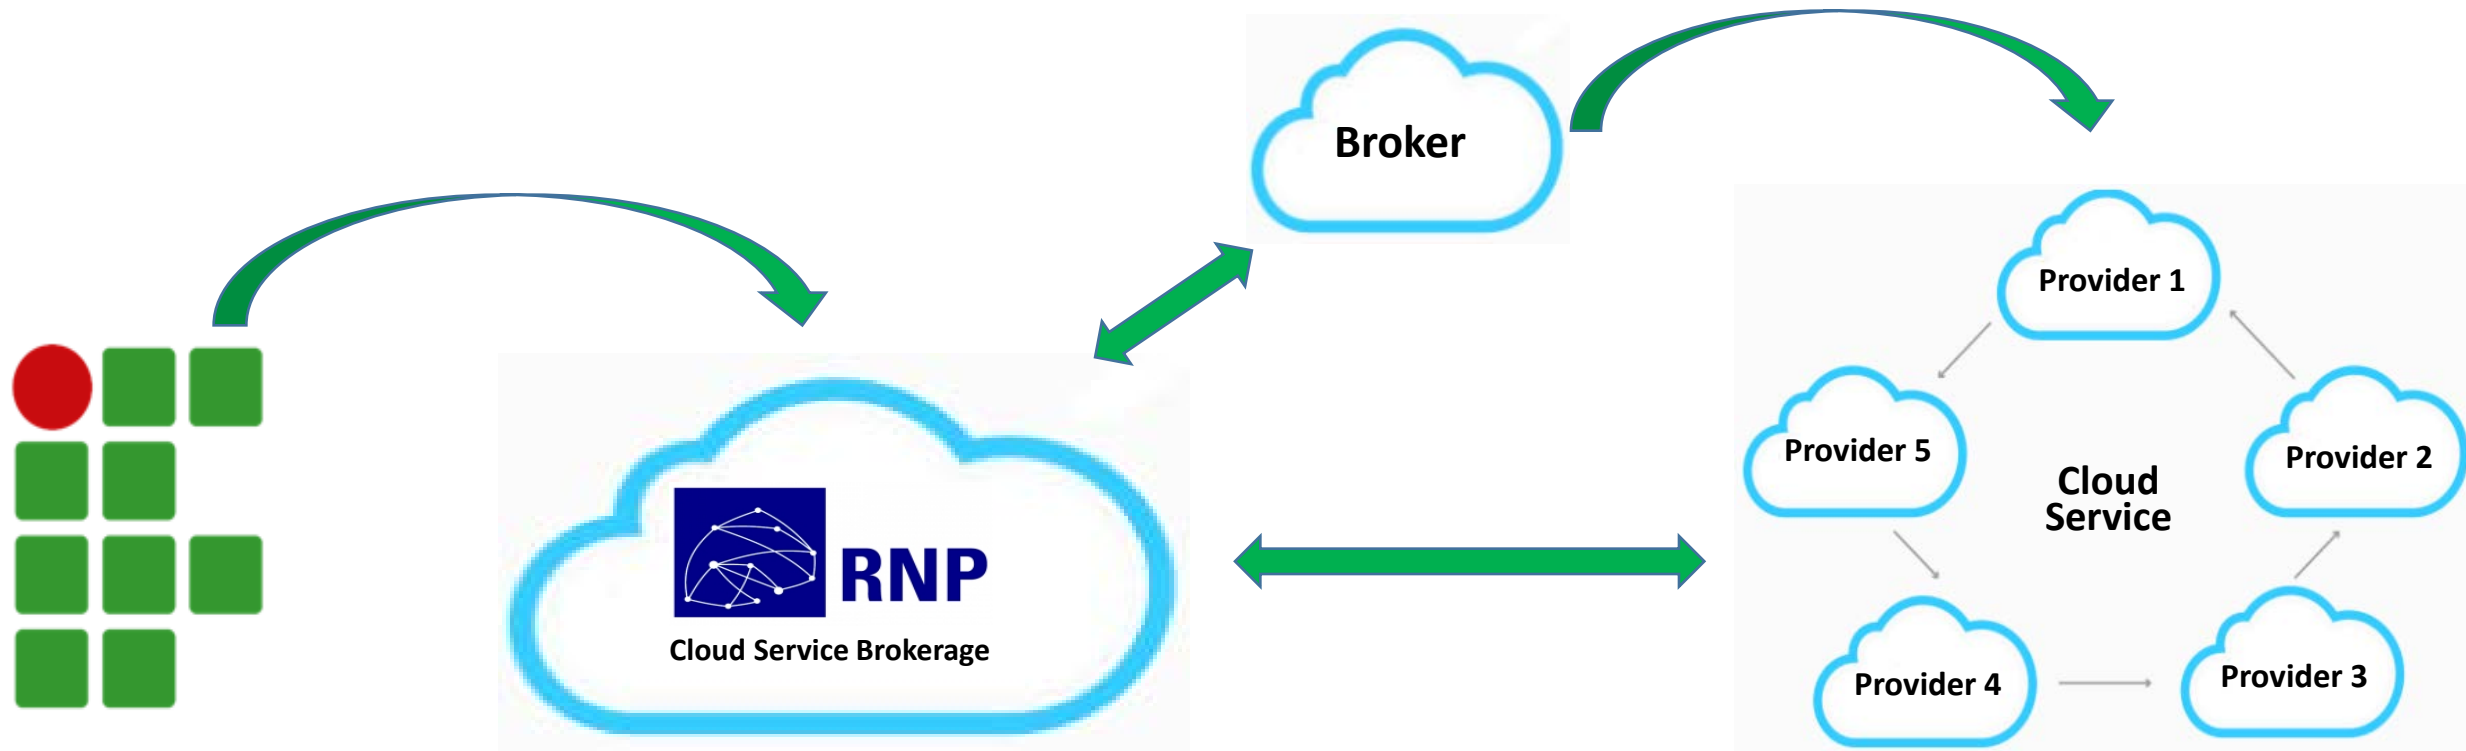 Broker
Provider 1
Provider 5
Provider 2
Cloud
Service
RNP
Cloud Service Brokerage
Provider 4
Provider 3